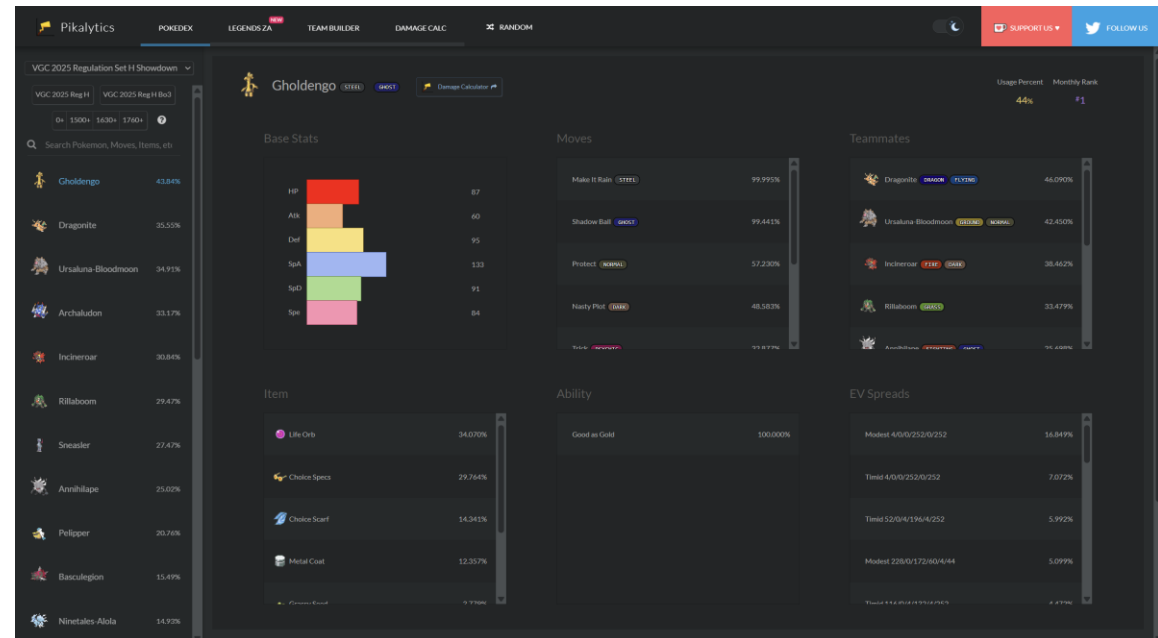 Pikalytics
POKEDEX
LEGENDS ZA
NEW
TEAM BUILDER
DAMAGE CALC
RANDOM
SUPPORT US
FOLLOW US
VGC 2025 Regulation Set H Showdown
VGC 2025 Reg H
VGC 2025 Reg H Bo3
0+ 1500+ 1630+ 1760+
Search Pokemon, Moves, Items, etc
Gholdengo 43.84%
Dragonite 35.55%
Ursaluna-Bloodmoon 34.91%
Archaludon 33.17%
Incineroar 30.84%
Rillaboom 29.47%
Sneasler 27.47%
Annihilape 25.02%
Pelipper 20.76%
Basculegion 15.49%
Ninetales-Alola 14.93%
Gholdengo STEEL GHOST Damage Calculator
Usage Percent Monthly Rank
44% #1
Base Stats
HP 87
Atk 60
Def 95
SpA 133
SpD 91
Spe 84
Moves
Make It Rain STEEL 99.995%
Shadow Ball GHOST 99.441%
Protect NORMAL 57.230%
Nasty Plot DARK 48.583%
Teammates
Dragonite DRAGON FLYING 46.090%
Ursaluna-Bloodmoon GROUND NORMAL 42.450%
Incineroar FIRE DARK 38.462%
Rillaboom GRASS 33.479%
Item
Life Orb 34.070%
Choice Specs 29.764%
Choice Scarf 14.341%
Metal Coat 12.357%
Ability
Good as Gold 100.000%
EV Spreads
Modest 4/0/0/252/0/252 16.849%
Timid 4/0/0/252/0/252 7.072%
Timid 52/0/4/196/4/252 5.992%
Modest 228/0/172/60/4/44 5.099%